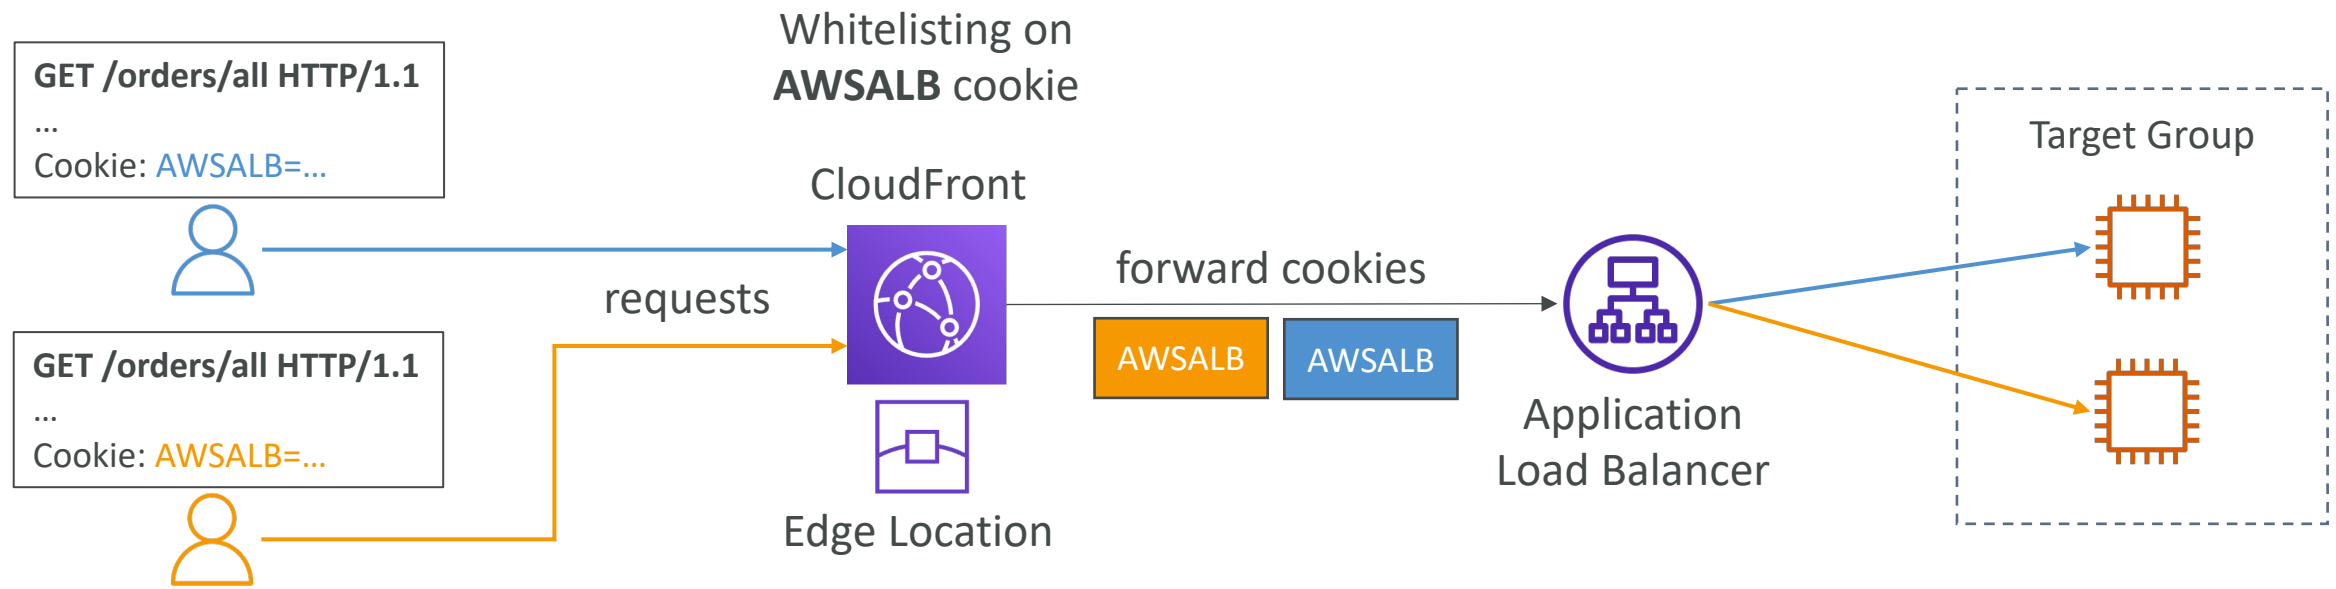 GET /orders/all HTTP/1.1
...
Cookie: AWSALB=...
GET /orders/all HTTP/1.1
...
Cookie: AWSALB=...
requests
Whitelisting on
AWSALB cookie
CloudFront
Edge Location
forward cookies
AWSALB
AWSALB
Application
Load Balancer
Target Group